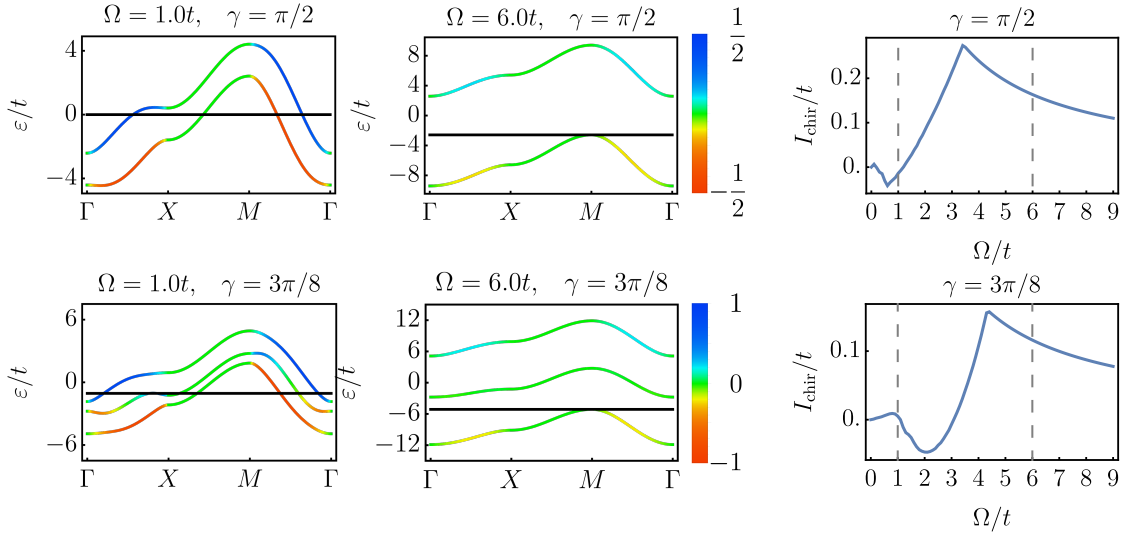 Ω = 1.0t, γ = π/2
ε/t
4
0
−4
Γ X M Γ
Ω = 6.0t, γ = π/2
ε/t
8
4
0
−4
−8
Γ X M Γ
1/2
−1/2
γ = π/2
I_chir/t
0.2
0.1
0.
0 1 2 3 4 5 6 7 8 9
Ω/t
Ω = 1.0t, γ = 3π/8
ε/t
6
0
−6
Γ X M Γ
Ω = 6.0t, γ = 3π/8
ε/t
12
6
0
−6
−12
Γ X M Γ
1
0
−1
γ = 3π/8
I_chir/t
0.1
0.
0 1 2 3 4 5 6 7 8 9
Ω/t